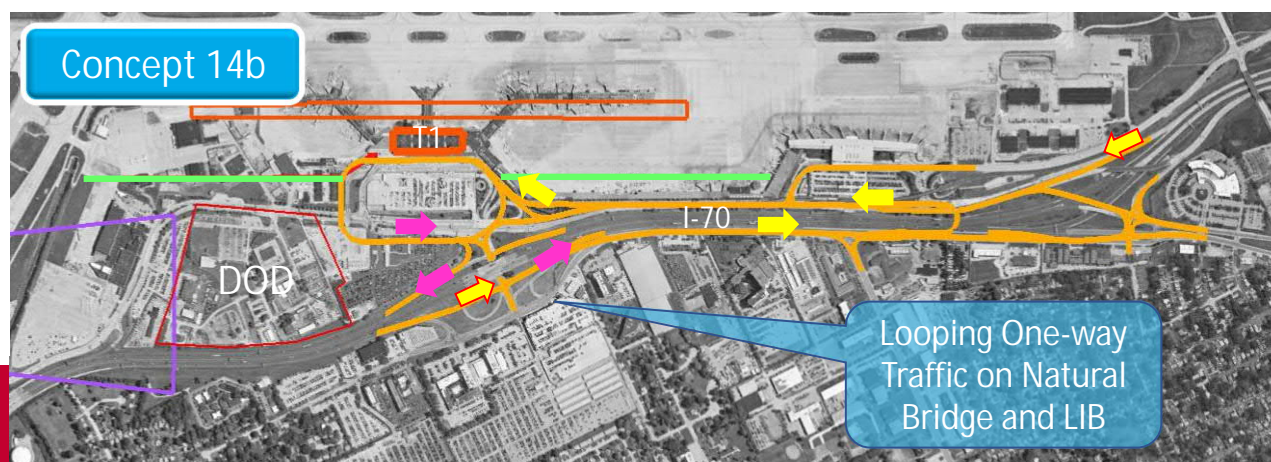 Concept 14b
T1
I-70
DOD
Looping One-way
Traffic on Natural
Bridge and LIB